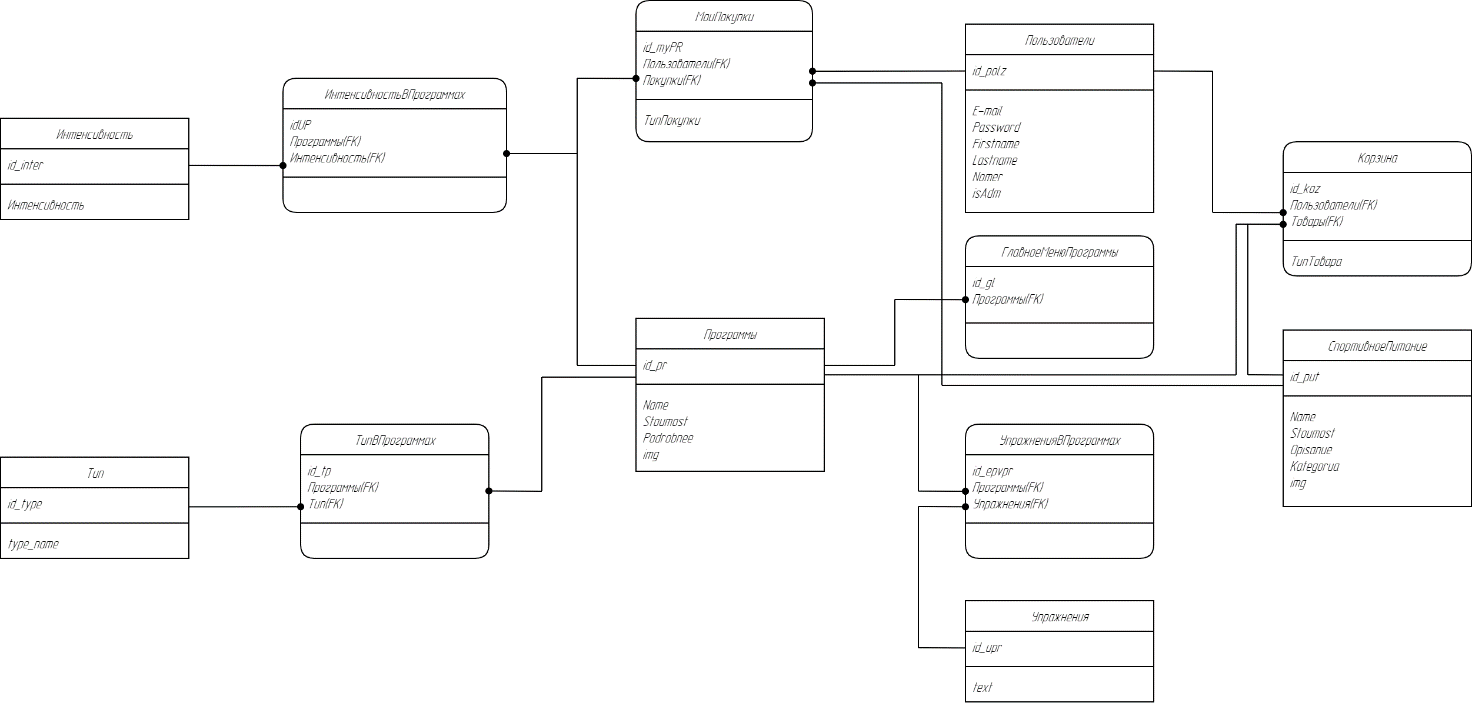 МоиПокупки
id_myPR
Пользователи(FK)
Покупки(FK)
ТипПокупки
Пользователи
id_polz
E-mail
Password
Firstname
Lastname
Nomer
isAdm
ИнтенсивностьВПрограммах
idUP
Программы(FK)
Интенсивность(FK)
Интенсивность
id_inter
Интенсивность
Корзина
id_koz
Пользователи(FK)
Товары(FK)
ТипТовара
ГлавноеМенюПрограммы
id_gl
Программы(FK)
Программы
id_pr
Name
Stoumost
Podrobnee
img
СпортивноеПитание
id_put
Name
Stoumost
Opisanue
Kategorua
img
ТипВПрограммах
id_tp
Программы(FK)
Тип(FK)
Тип
id_type
type_name
УпражненияВПрограммах
id_epvpr
Программы(FK)
Упражнения(FK)
Упражнения
id_upr
text